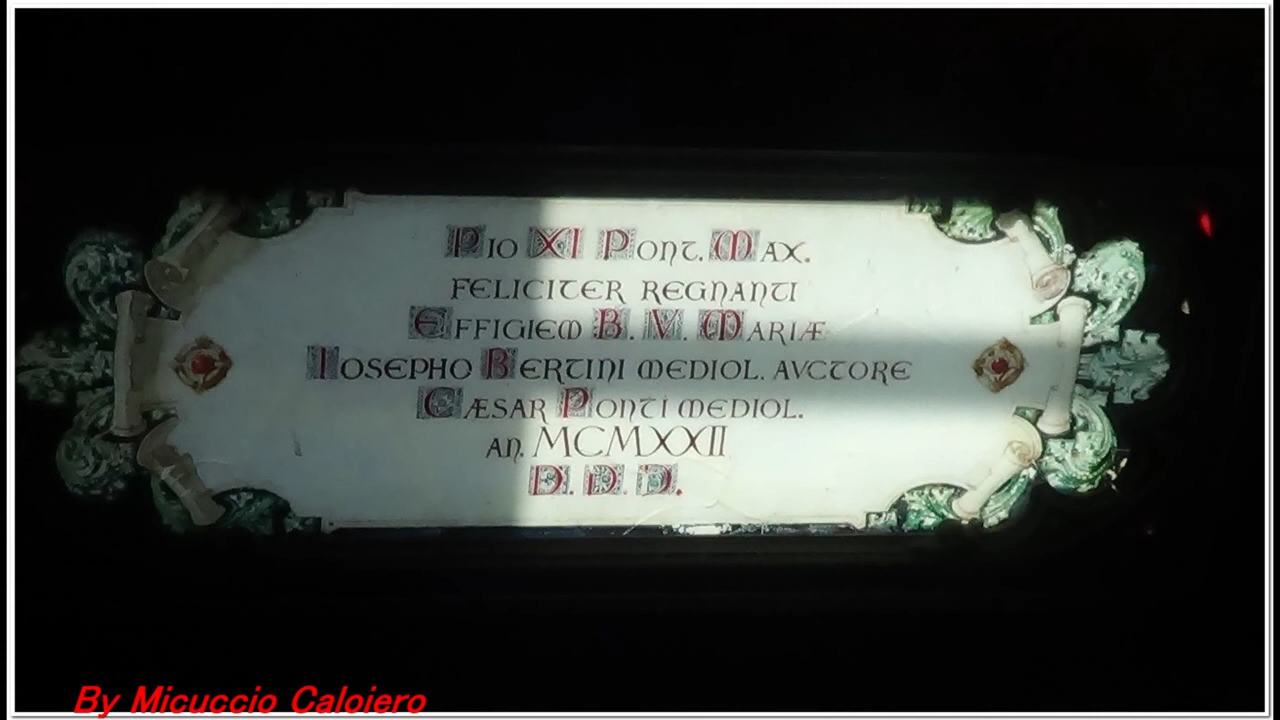 Pio XI Pont. Max.
feliciter regnanti
Effigiem B. V. Mariæ
Iosepho Bertini mediol. avctore
Cæsar Ponti mediol.
an. MCMXXII
D. D. D.
By Micuccio Caloiero